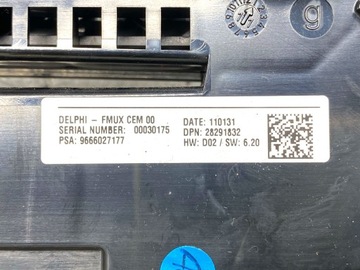 g
DELPHI – FMUX CEM 00
SERIAL NUMBER: 00030175
PSA: 9666027177
DATE: 110131
DPN: 28291832
HW: D02 / SW: 6.20